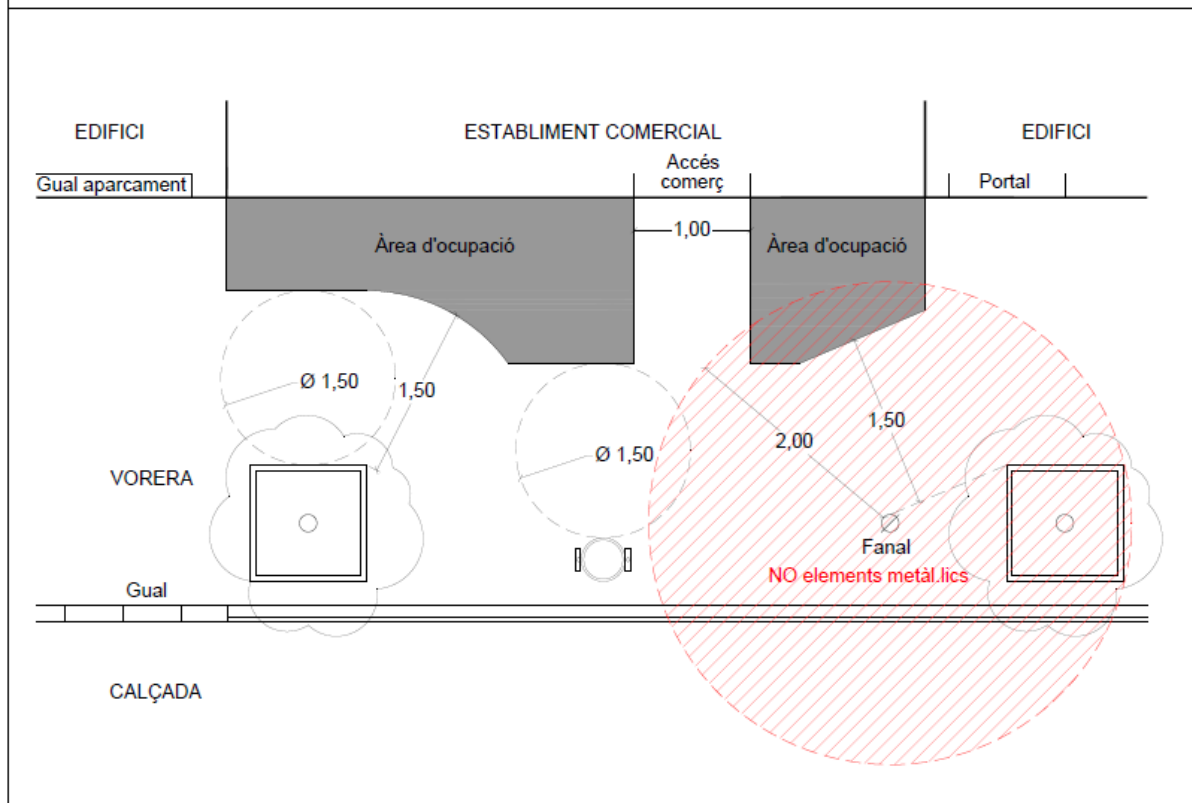 EDIFICI
ESTABLIMENT COMERCIAL
EDIFICI
Gual aparcament
Accés
comerç
Portal
Àrea d'ocupació
1,00
Àrea d'ocupació
Ø 1,50
1,50
Ø 1,50
2,00
1,50
VORERA
Fanal
NO elements metàl.lics
Gual
CALÇADA